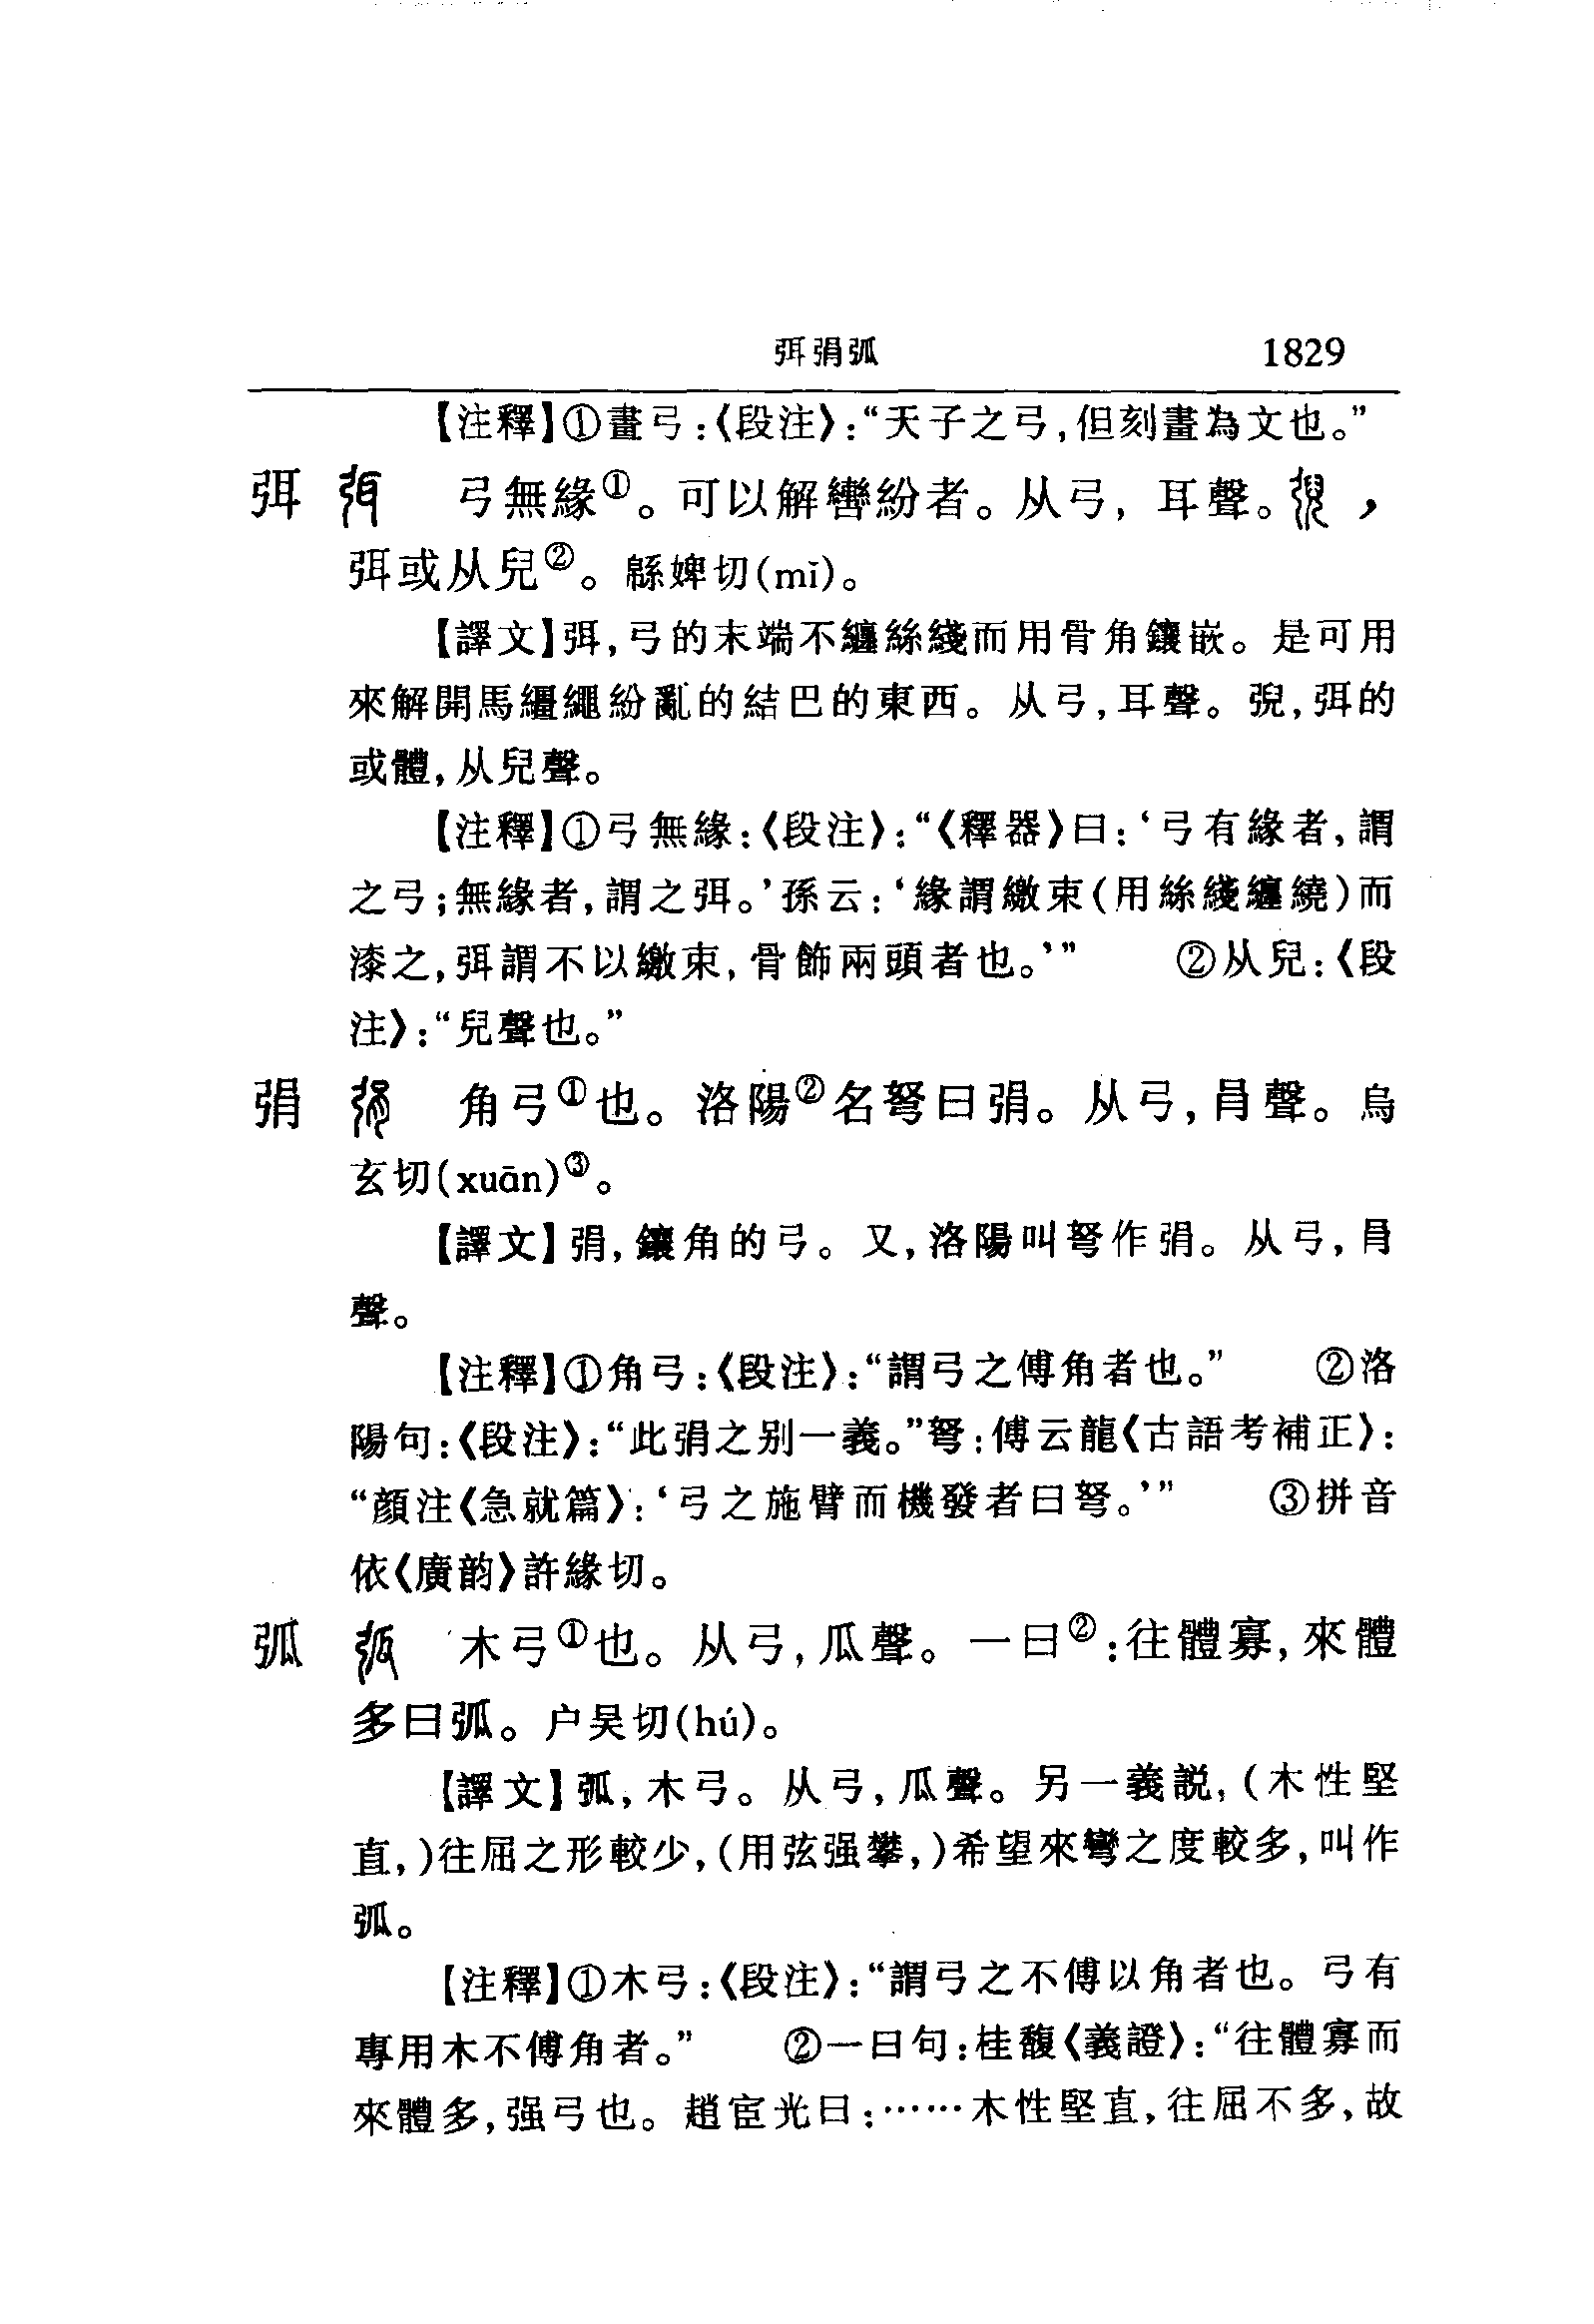 弭弲弧 1829
【注釋】①畫弓:《段注》:“天子之弓,但刻畫為文也。”
弭 弓無緣①。可以解轡紛者。从弓,耳聲。,
弭或从兒②。緜婢切(mǐ)。
【譯文】弭,弓的末端不纏絲綫而用骨角鑲嵌。是可用
來解開馬繮繩紛亂的結巴的東西。从弓,耳聲。㢽,弭的
或體,从兒聲。
【注釋】①弓無緣:《段注》:“《釋器》曰:‘弓有緣者,謂
之弓;無緣者,謂之弭。’孫云:‘緣謂繳束(用絲綫纏繞)而
漆之,弭謂不以繳束,骨飾兩頭者也。’” ②从兒:《段
注》:“兒聲也。”
弲 角弓①也。洛陽②名弩曰弲。从弓,肙聲。烏
玄切(xuān)③。
【譯文】弲,鑲角的弓。又,洛陽叫弩作弲。从弓,肙
聲。
【注釋】①角弓:《段注》:“謂弓之傅角者也。” ②洛
陽句:《段注》:“此弲之别一義。”弩:傅云龍《古語考補正》:
“顔注《急就篇》:‘弓之施臂而機發者曰弩。’” ③拼音
依《廣韵》許緣切。
弧 木弓①也。从弓,瓜聲。一曰②:往體寡,來體
多曰弧。户吴切(hú)。
【譯文】弧,木弓。从弓,瓜聲。另一義説,(木性堅
直,)往屈之形較少,(用弦强攀,)希望來彎之度較多,叫作
弧。
【注釋】①木弓:《段注》:“謂弓之不傅以角者也。弓有
專用木不傅角者。” ②一曰句:桂馥《義證》:“往體寡而
來體多,强弓也。趙宧光曰:……木性堅直,往屈不多,故